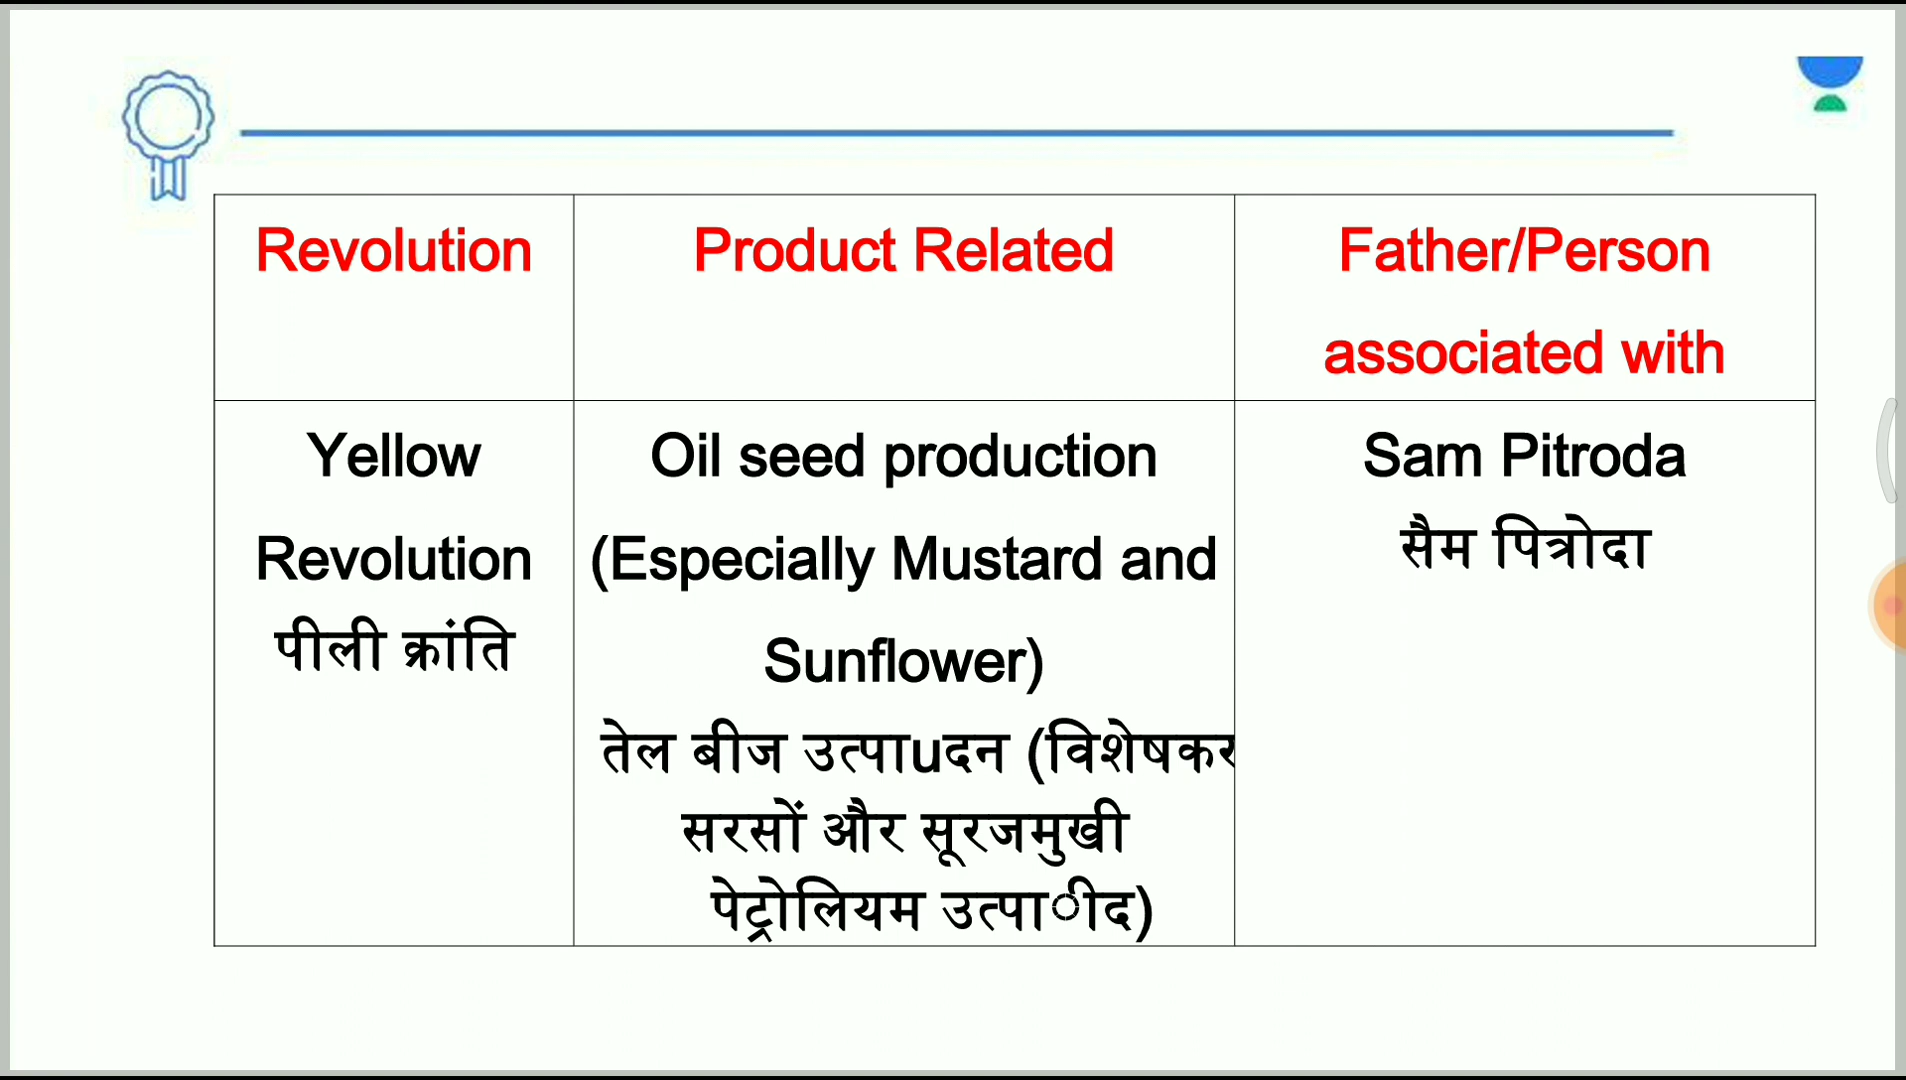 Revolution
Product Related
Father/Person
associated with
Yellow
Revolution
पीली क्रांति
Oil seed production
(Especially Mustard and
Sunflower)
तेल बीज उत्पाuदन (विशेषकर
सरसों और सूरजमुखी
पेट्रोलियम उत्पा◌ीद)
Sam Pitroda
सैम पित्रोदा